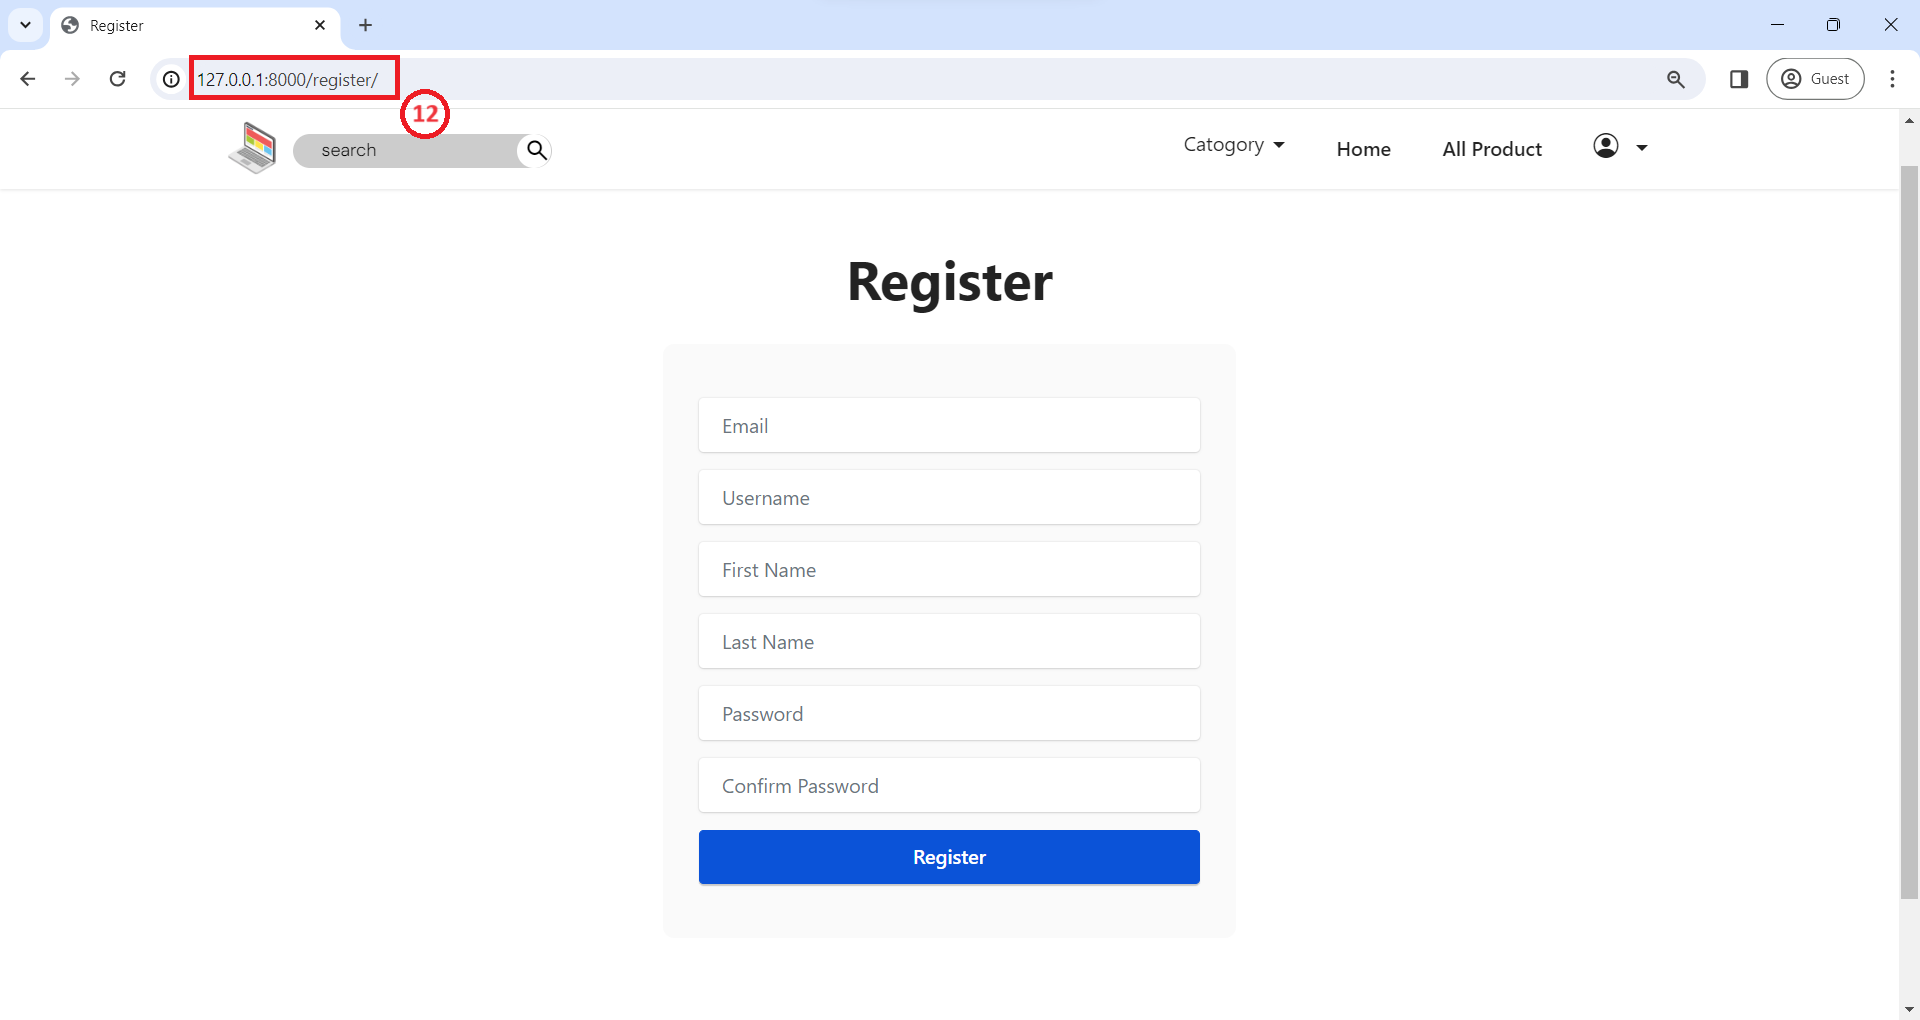 Register
127.0.0.1:8000/register/
Guest
12
search
Catogory
Home
All Product
Register
Email
Username
First Name
Last Name
Password
Confirm Password
Register